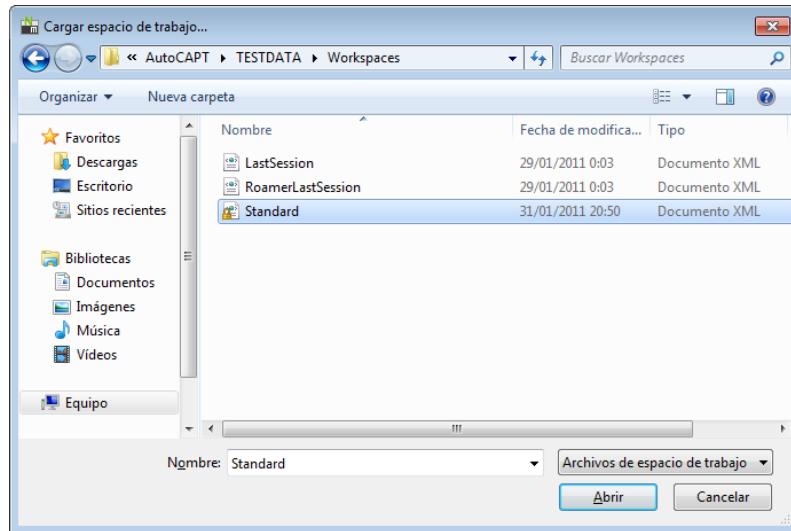 Cargar espacio de trabajo...
« AutoCAPT TESTDATA Workspaces
Buscar Workspaces
Organizar Nueva carpeta
Favoritos
Descargas
Escritorio
Sitios recientes
Bibliotecas
Documentos
Imágenes
Música
Vídeos
Equipo
Nombre Fecha de modifica... Tipo
LastSession 29/01/2011 0:03 Documento XML
RoamerLastSession 29/01/2011 0:03 Documento XML
Standard 31/01/2011 20:50 Documento XML
Nombre: Standard
Archivos de espacio de trabajo
Abrir Cancelar